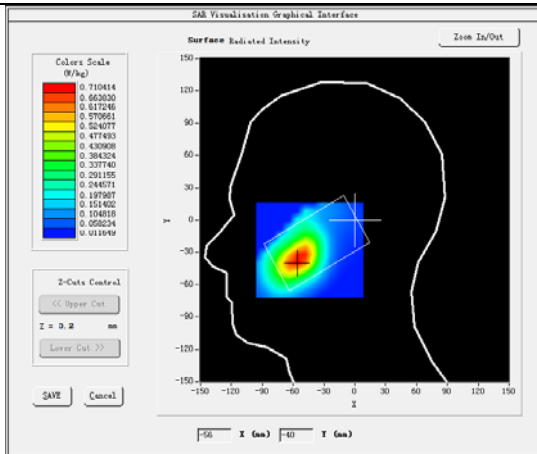 SAR Visualisation Graphical Interface
Surface Radiated Intensity
Zoom In/Out
Colors Scale
(W/kg)
0.710414
0.663830
0.617246
0.570661
0.524077
0.477493
0.430908
0.384324
0.337740
0.291155
0.244571
0.197987
0.151402
0.104818
0.058234
0.011649
Z-Cuts Control
<< Upper Cut
Z = 0.2 mm
Lower Cut >>
SAVE Cancel
150
120
90
60
30
0
-30
-60
-90
-120
-150
Y
-150 -120 -90 -60 -30 0 30 60 90 120 150
X
-56 X (mm) -40 Y (mm)